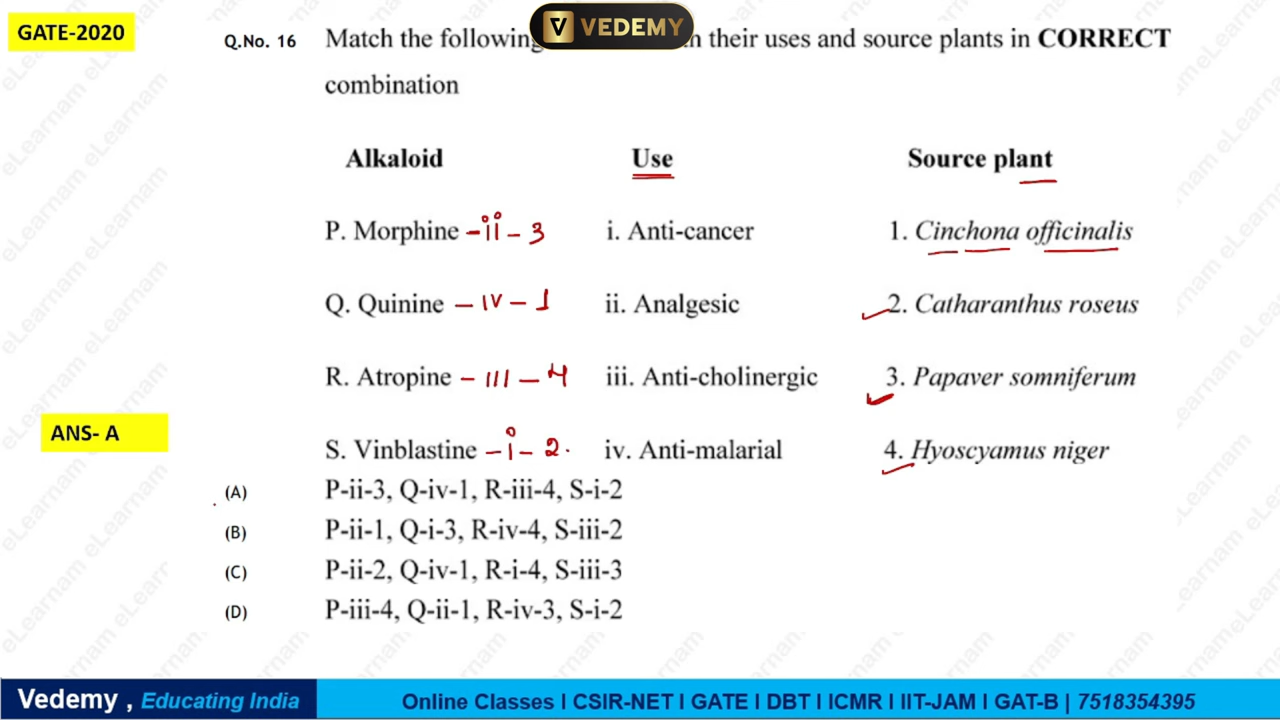 GATE-2020
VEDEMY
Q.No. 16 Match the following their uses and source plants in CORRECT
combination
Alkaloid Use Source plant
P. Morphine -ii-3 i. Anti-cancer 1. Cinchona officinalis
Q. Quinine -IV-1 ii. Analgesic 2. Catharanthus roseus
R. Atropine -III-4 iii. Anti-cholinergic 3. Papaver somniferum
ANS- A
S. Vinblastine -i-2. iv. Anti-malarial 4. Hyoscyamus niger
(A) P-ii-3, Q-iv-1, R-iii-4, S-i-2
(B) P-ii-1, Q-i-3, R-iv-4, S-iii-2
(C) P-ii-2, Q-iv-1, R-i-4, S-iii-3
(D) P-iii-4, Q-ii-1, R-iv-3, S-i-2
Vedemy , Educating India Online Classes I CSIR-NET I GATE I DBT I ICMR I IIT-JAM I GAT-B | 7518354395